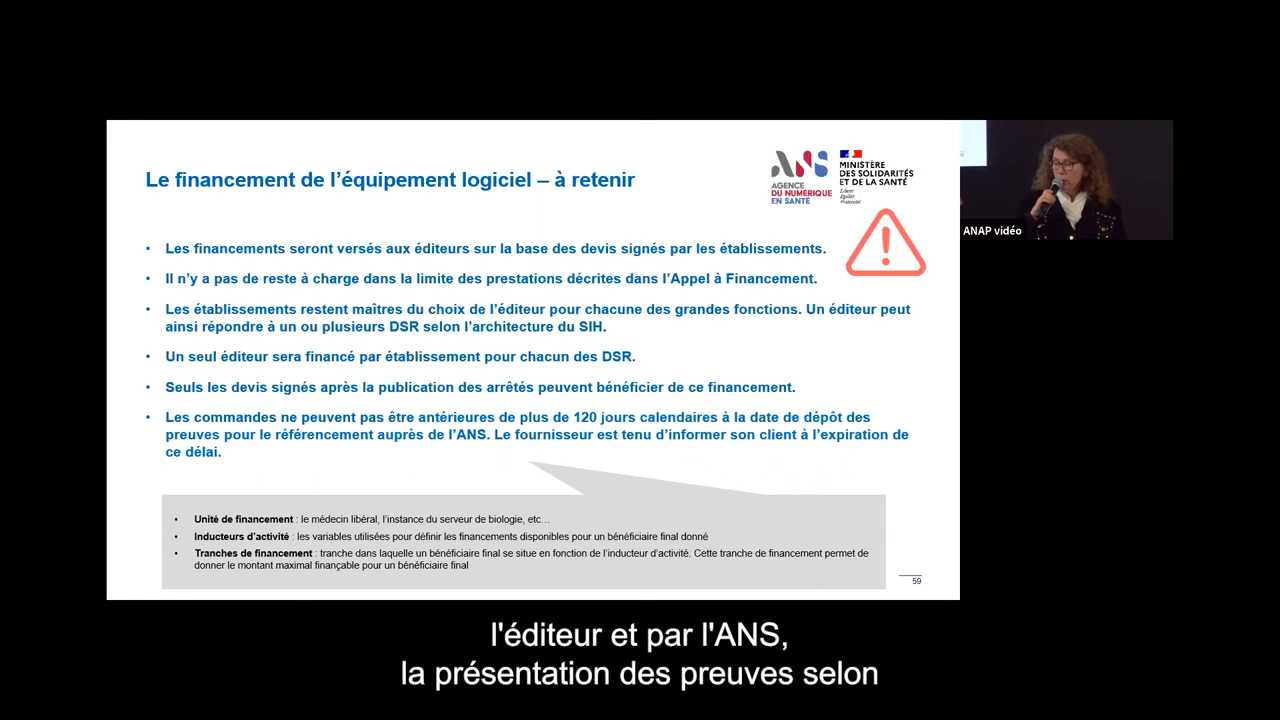 Le financement de l’équipement logiciel – à retenir
ANS
AGENCE
DU NUMÉRIQUE
EN SANTÉ
MINISTÈRE
DES SOLIDARITÉS
ET DE LA SANTÉ
Liberté
Égalité
Fraternité
ANAP vidéo
• Les financements seront versés aux éditeurs sur la base des devis signés par les établissements.
• Il n’y a pas de reste à charge dans la limite des prestations décrites dans l’Appel à Financement.
• Les établissements restent maîtres du choix de l’éditeur pour chacune des grandes fonctions. Un éditeur peut
ainsi répondre à un ou plusieurs DSR selon l’architecture du SIH.
• Un seul éditeur sera financé par établissement pour chacun des DSR.
• Seuls les devis signés après la publication des arrêtés peuvent bénéficier de ce financement.
• Les commandes ne peuvent pas être antérieures de plus de 120 jours calendaires à la date de dépôt des
preuves pour le référencement auprès de l’ANS. Le fournisseur est tenu d’informer son client à l’expiration de
ce délai.
• Unité de financement : le médecin libéral, l’instance du serveur de biologie, etc…
• Inducteurs d’activité : les variables utilisées pour définir les financements disponibles pour un bénéficiaire final donné
• Tranches de financement : tranche dans laquelle un bénéficiaire final se situe en fonction de l’inducteur d’activité. Cette tranche de financement permet de
donner le montant maximal finançable pour un bénéficiaire final
59
l'éditeur et par l'ANS,
la présentation des preuves selon